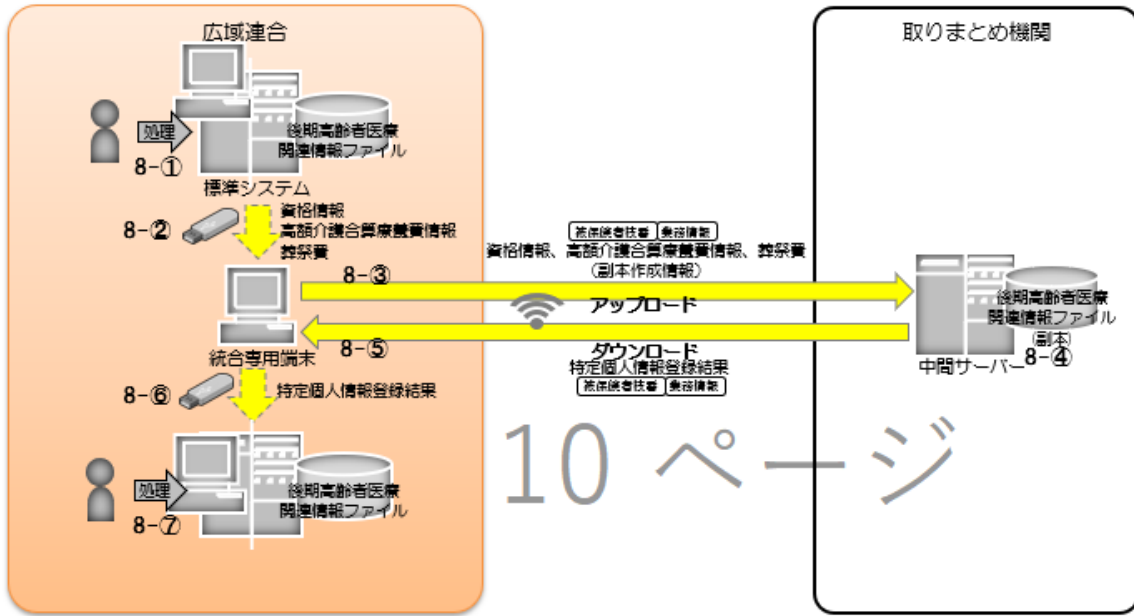 広域連合
取りまとめ機関
処理
8-①
後期高齢者医療
関連情報ファイル
標準システム
8-②
資格情報
高額介護合算療養費情報
葬祭費
被保険者枝番 業務情報
資格情報、高額介護合算療養費情報、葬祭費
（副本作成情報）
8-③
アップロード
後期高齢者医療
関連情報ファイル
(副本)
8-④
中間サーバー
8-⑤
ダウンロード
特定個人情報登録結果
被保険者枝番 業務情報
統合専用端末
8-⑥
特定個人情報登録結果
10 ページ
処理
8-⑦
後期高齢者医療
関連情報ファイル